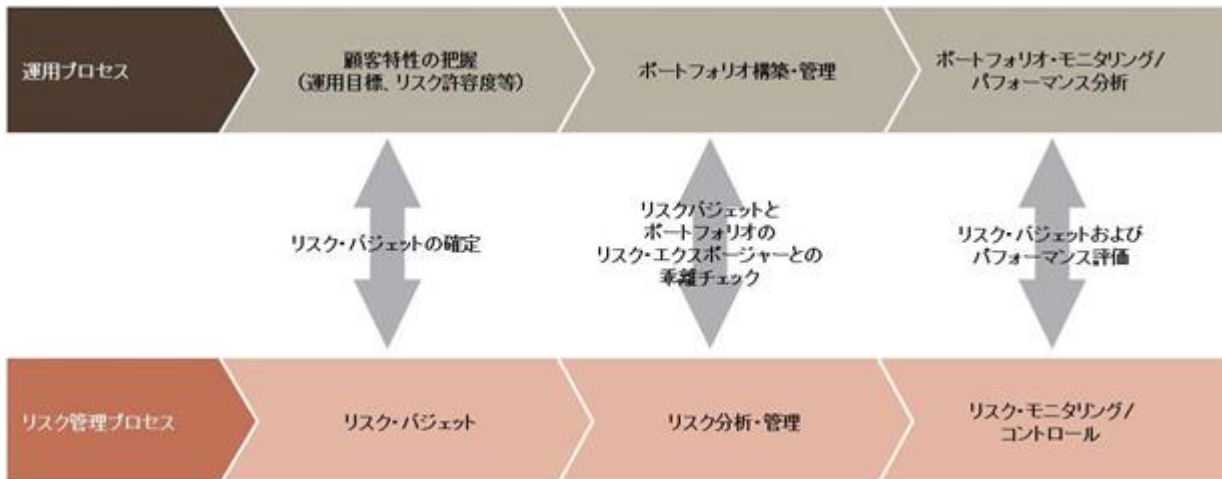 運用プロセス
顧客特性の把握
(運用目標、リスク許容度等)
ポートフォリオ構築・管理
ポートフォリオ・モニタリング/
パフォーマンス分析
リスク・バジェットの確定
リスクバジェットと
ポートフォリオの
リスク・エクスポージャーとの
乖離チェック
リスク・バジェットおよび
パフォーマンス評価
リスク管理プロセス
リスク・バジェット
リスク分析・管理
リスク・モニタリング/
コントロール